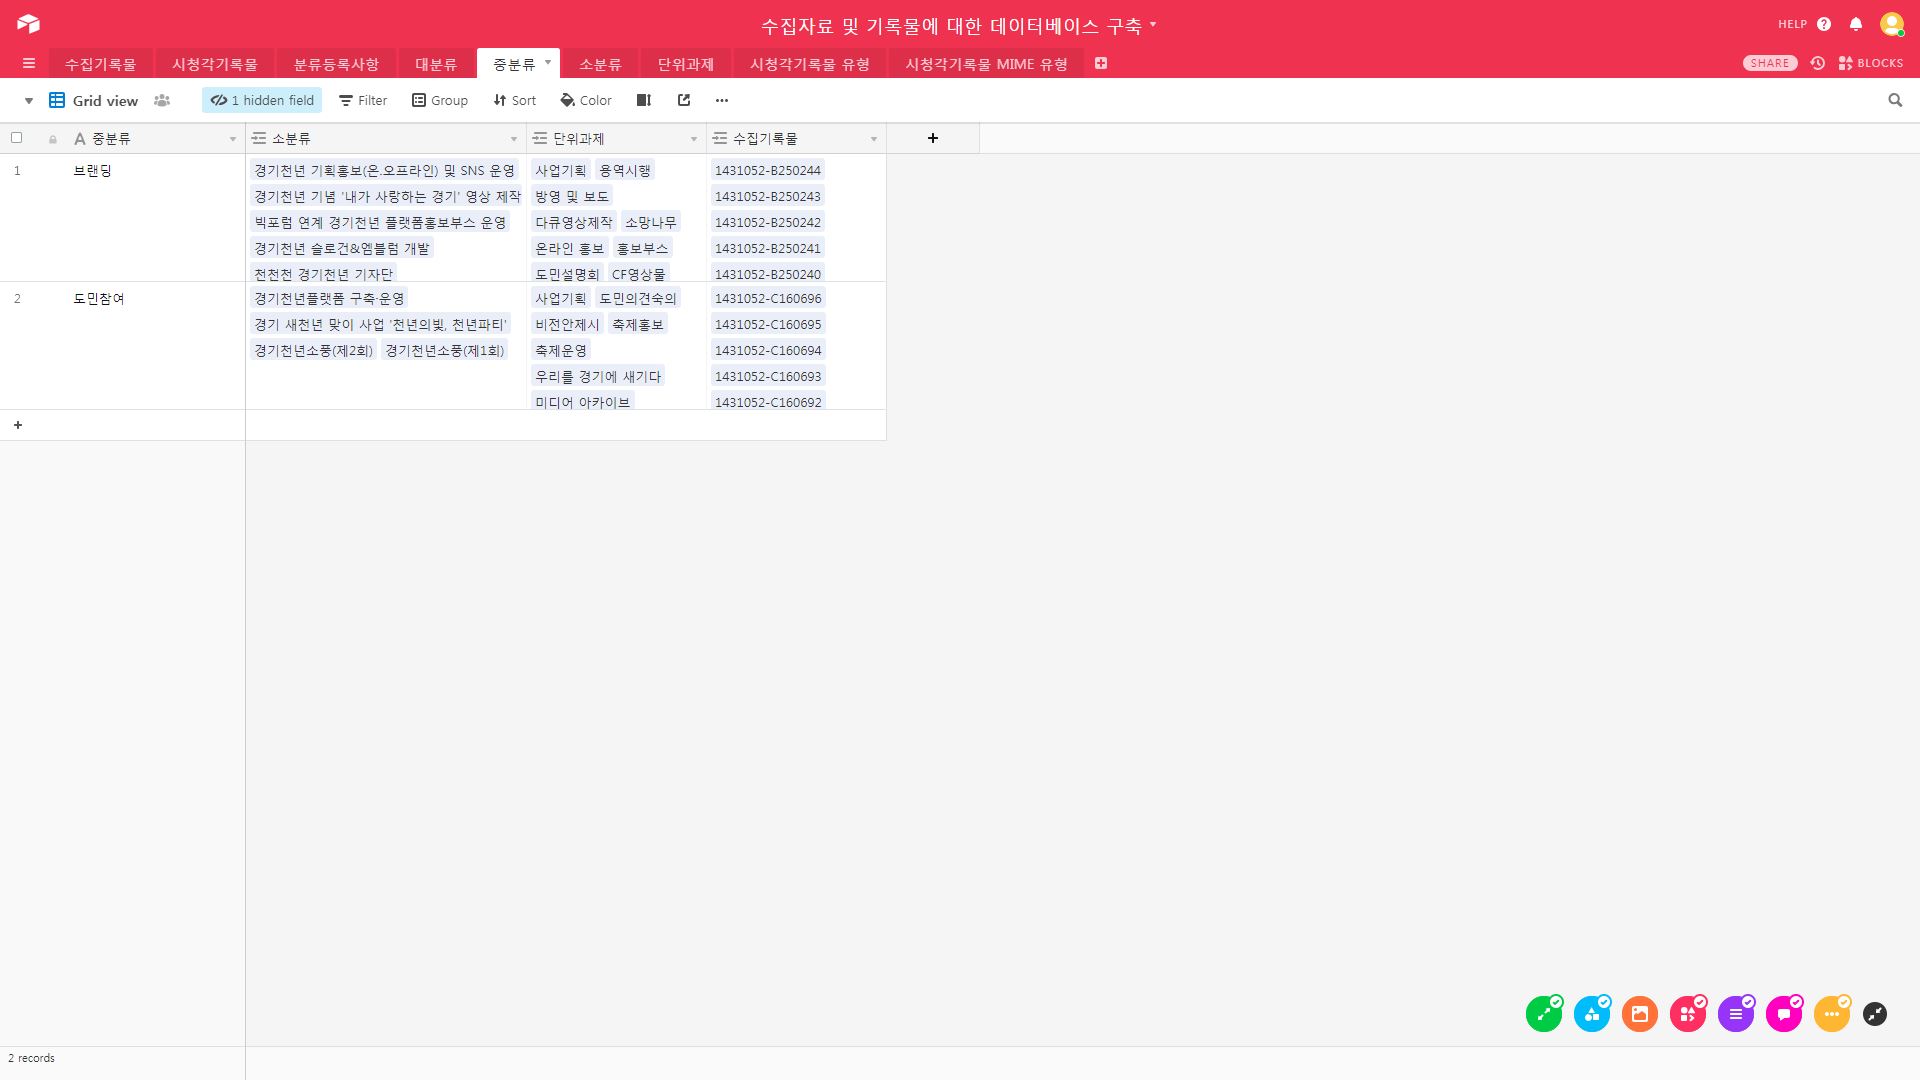 수집자료 및 기록물에 대한 데이터베이스 구축
HELP
수집기록물 시청각기록물 분류등록사항 대분류 중분류 소분류 단위과제 시청각기록물 유형 시청각기록물 MIME 유형
SHARE BLOCKS
Grid view 1 hidden field Filter Group Sort Color
중분류 소분류 단위과제 수집기록물
1 브랜딩 경기천년 기획홍보(온.오프라인) 및 SNS 운영 사업기획 용역시행 1431052-B250244
경기천년 기념 '내가 사랑하는 경기' 영상 제작 방영 및 보도 1431052-B250243
빅포럼 연계 경기천년 플랫폼홍보부스 운영 다큐영상제작 소망나무 1431052-B250242
경기천년 슬로건&엠블럼 개발 온라인 홍보 홍보부스 1431052-B250241
천천천 경기천년 기자단 도민설명회 CF영상물 1431052-B250240
2 도민참여 경기천년플랫폼 구축·운영 사업기획 도민의견숙의 1431052-C160696
경기 새천년 맞이 사업 '천년의빛, 천년파티' 비전안제시 축제홍보 1431052-C160695
경기천년소풍(제2회) 경기천년소풍(제1회) 축제운영 1431052-C160694
우리를 경기에 새기다 1431052-C160693
미디어 아카이브 1431052-C160692
2 records